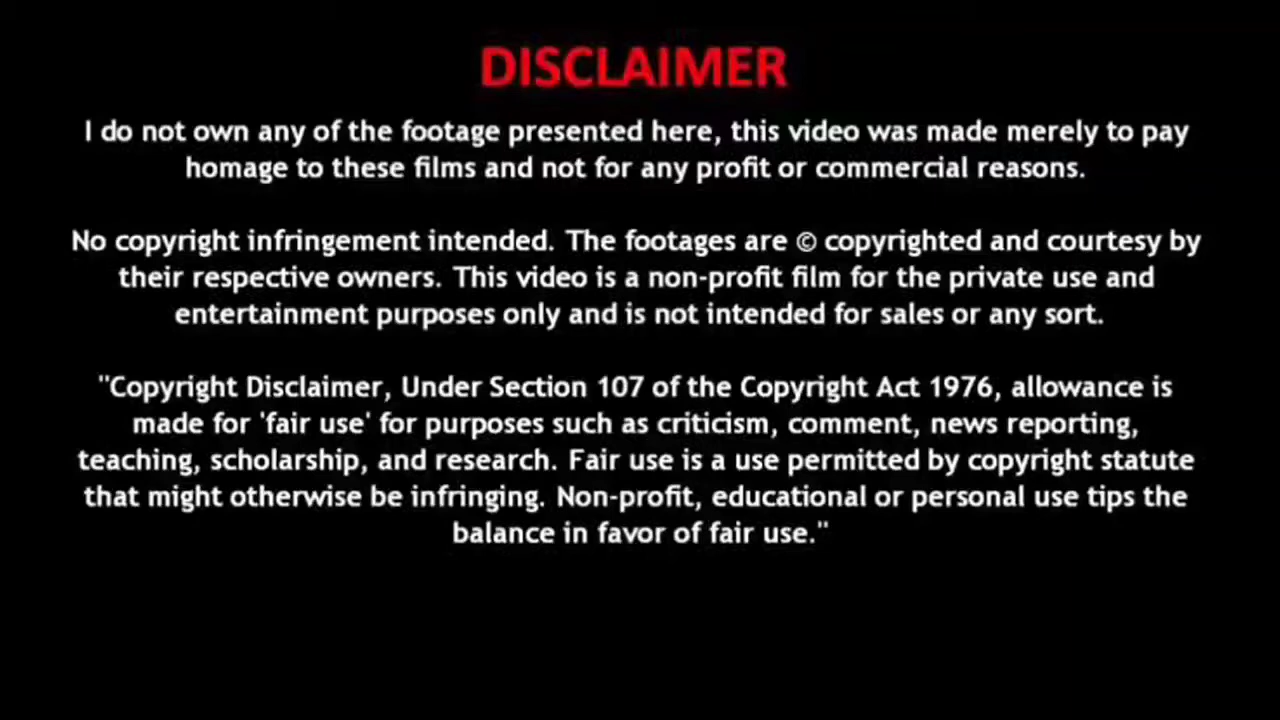 DISCLAIMER
I do not own any of the footage presented here, this video was made merely to pay
homage to these films and not for any profit or commercial reasons.
No copyright infringement intended. The footages are © copyrighted and courtesy by
their respective owners. This video is a non-profit film for the private use and
entertainment purposes only and is not intended for sales or any sort.
"Copyright Disclaimer, Under Section 107 of the Copyright Act 1976, allowance is
made for 'fair use' for purposes such as criticism, comment, news reporting,
teaching, scholarship, and research. Fair use is a use permitted by copyright statute
that might otherwise be infringing. Non-profit, educational or personal use tips the
balance in favor of fair use."